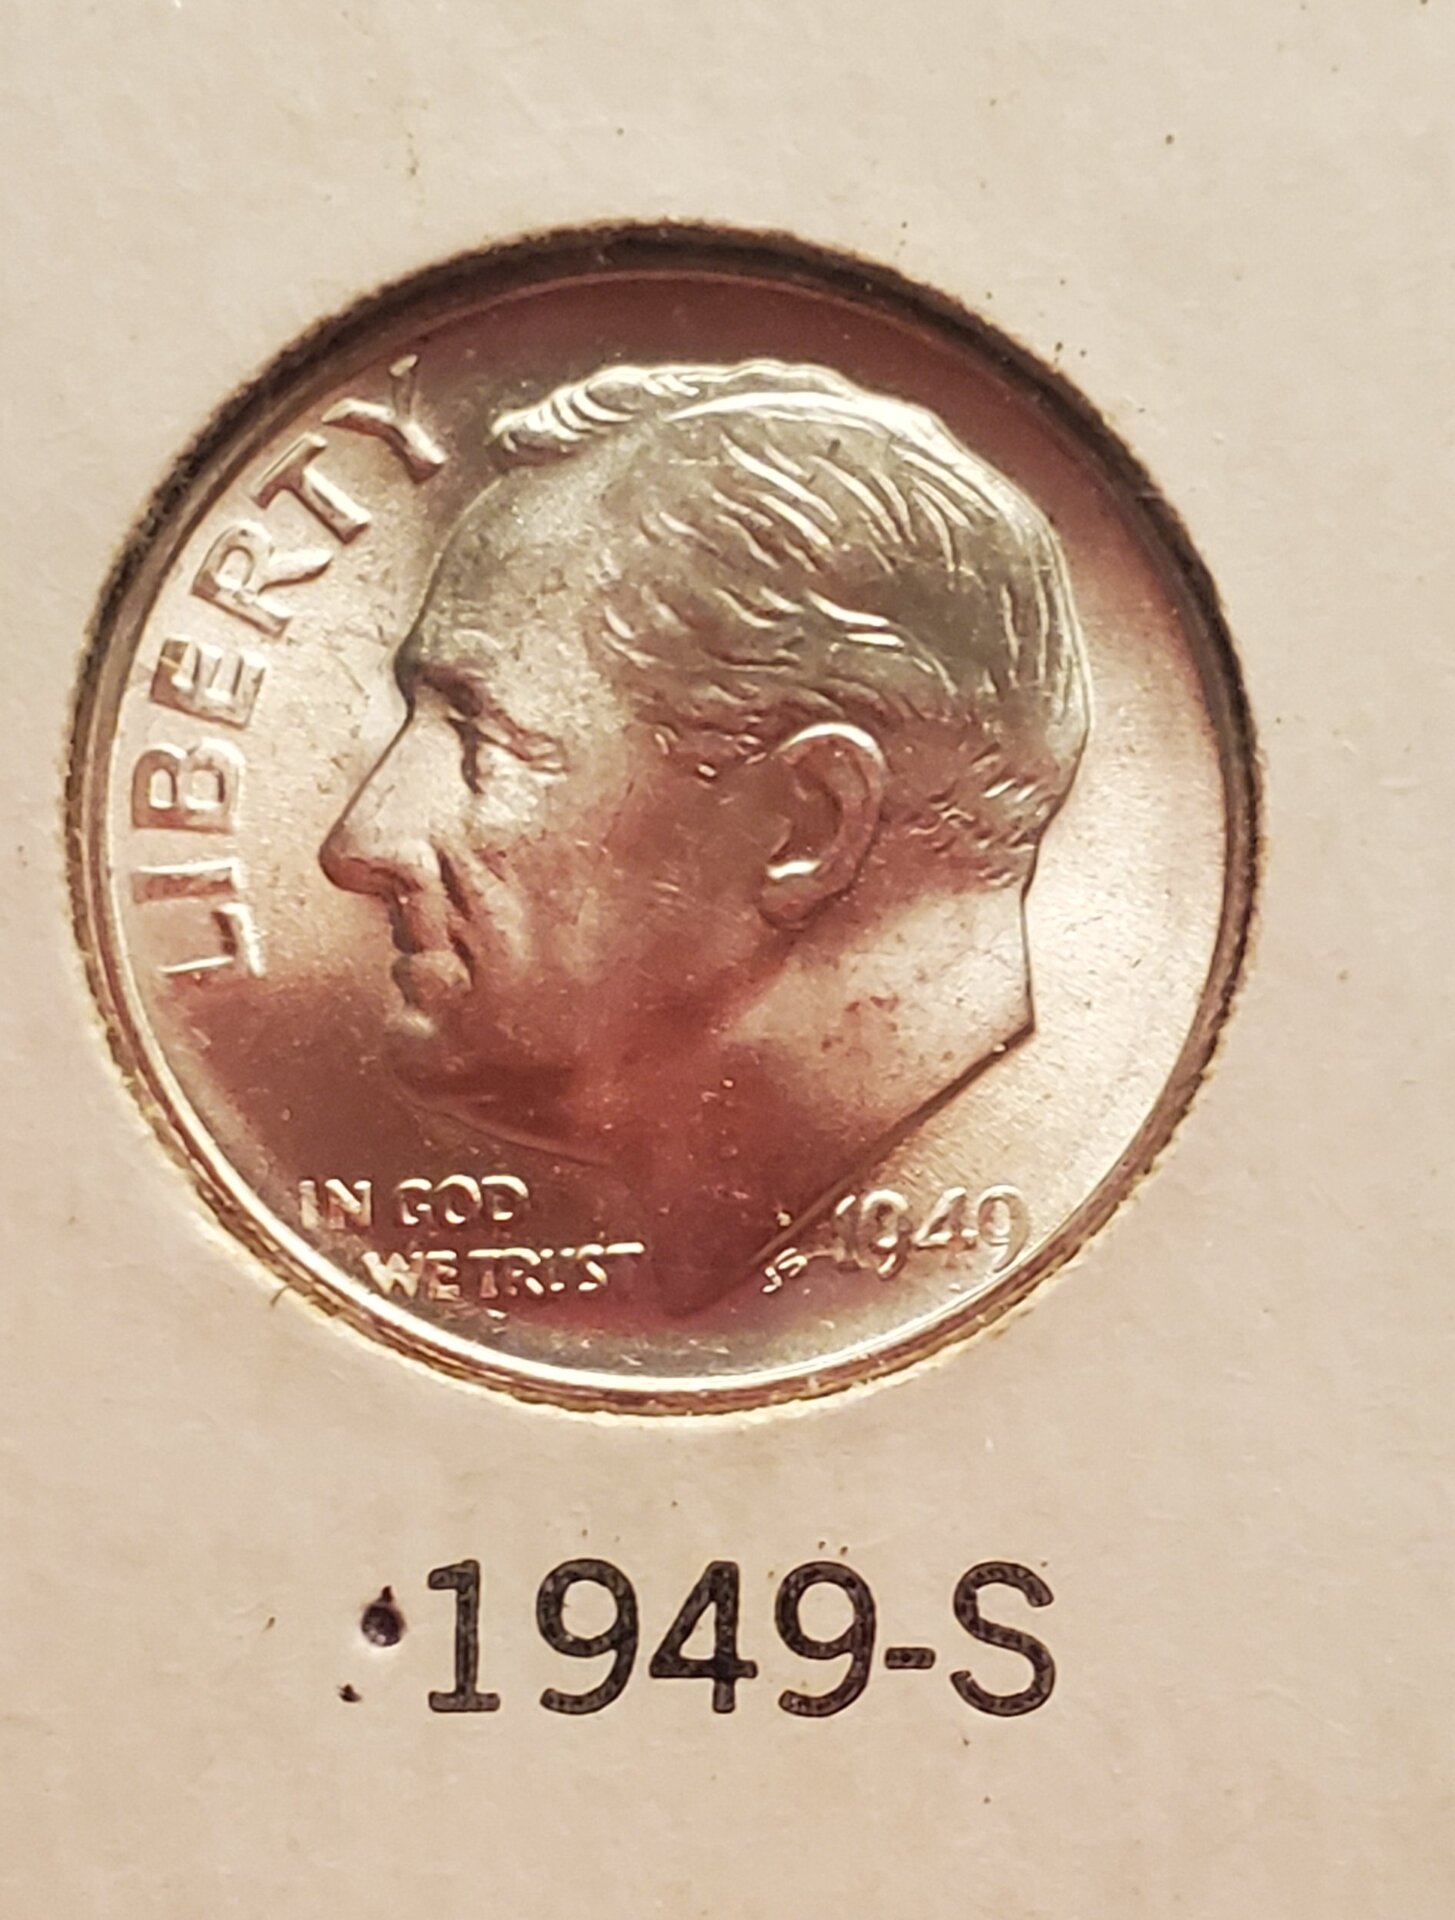 LIBERTY
IN GOD
WE TRUST
JS 1949
1949-S